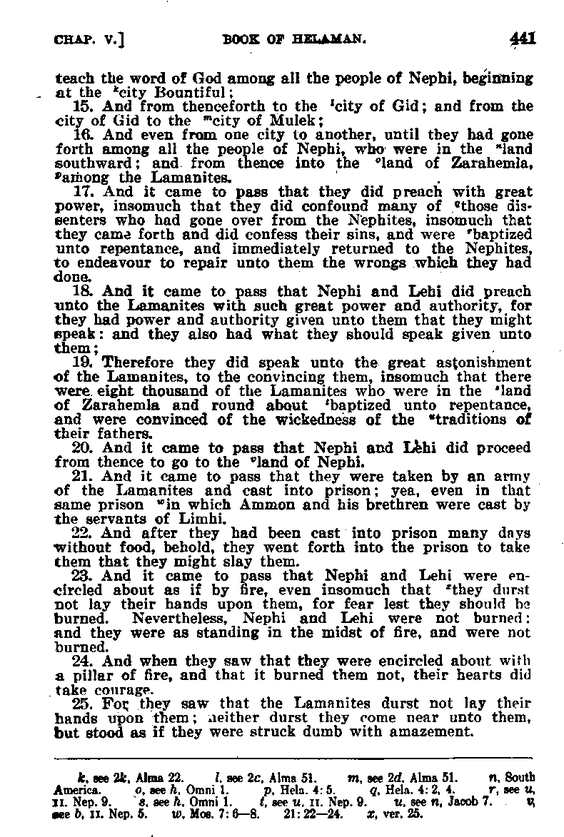 CHAP. V.] BOOK OF HELAMAN. 441
teach the word of God among all the people of Nephi, beginning
at the ᵏcity Bountiful;
15. And from thenceforth to the ˡcity of Gid; and from the
city of Gid to the ᵐcity of Mulek;
16. And even from one city to another, until they had gone
forth among all the people of Nephi, who were in the ⁿland
southward; and from thence into the ᵒland of Zarahemla,
ᵖamong the Lamanites.
17. And it came to pass that they did preach with great
power, insomuch that they did confound many of qthose dis-
senters who had gone over from the Nephites, insomuch that
they came forth and did confess their sins, and were ʳbaptized
unto repentance, and immediately returned to the Nephites,
to endeavour to repair unto them the wrongs which they had
done.
18. And it came to pass that Nephi and Lehi did preach
unto the Lamanites with such great power and authority, for
they had power and authority given unto them that they might
speak: and they also had what they should speak given unto
them;
19. Therefore they did speak unto the great astonishment
of the Lamanites, to the convincing them, insomuch that there
were eight thousand of the Lamanites who were in the ˢland
of Zarahemla and round about ᵗbaptized unto repentance,
and were convinced of the wickedness of the ᵘtraditions of
their fathers.
20. And it came to pass that Nephi and Lehi did proceed
from thence to go to the ᵛland of Nephi.
21. And it came to pass that they were taken by an army
of the Lamanites and cast into prison; yea, even in that
same prison ʷin which Ammon and his brethren were cast by
the servants of Limhi.
22. And after they had been cast into prison many days
without food, behold, they went forth into the prison to take
them that they might slay them.
23. And it came to pass that Nephi and Lehi were en-
circled about as if by fire, even insomuch that ˣthey durst
not lay their hands upon them, for fear lest they should be
burned. Nevertheless, Nephi and Lehi were not burned:
and they were as standing in the midst of fire, and were not
burned.
24. And when they saw that they were encircled about with
a pillar of fire, and that it burned them not, their hearts did
take courage.
25. For they saw that the Lamanites durst not lay their
hands upon them; neither durst they come near unto them,
but stood as if they were struck dumb with amazement.
k, see 2k, Alma 22. l, see 2c, Alma 51. m, see 2d, Alma 51. n, South
America. o, see h, Omni 1. p, Hela. 4: 5. q, Hela. 4: 2, 4. r, see u,
II. Nep. 9. s. see h, Omni 1. t, see u. II. Nep. 9. u, see n, Jacob 7. v,
see b, II. Nep. 5. w, Mos. 7: 6—8. 21: 22—24. x, ver. 25.